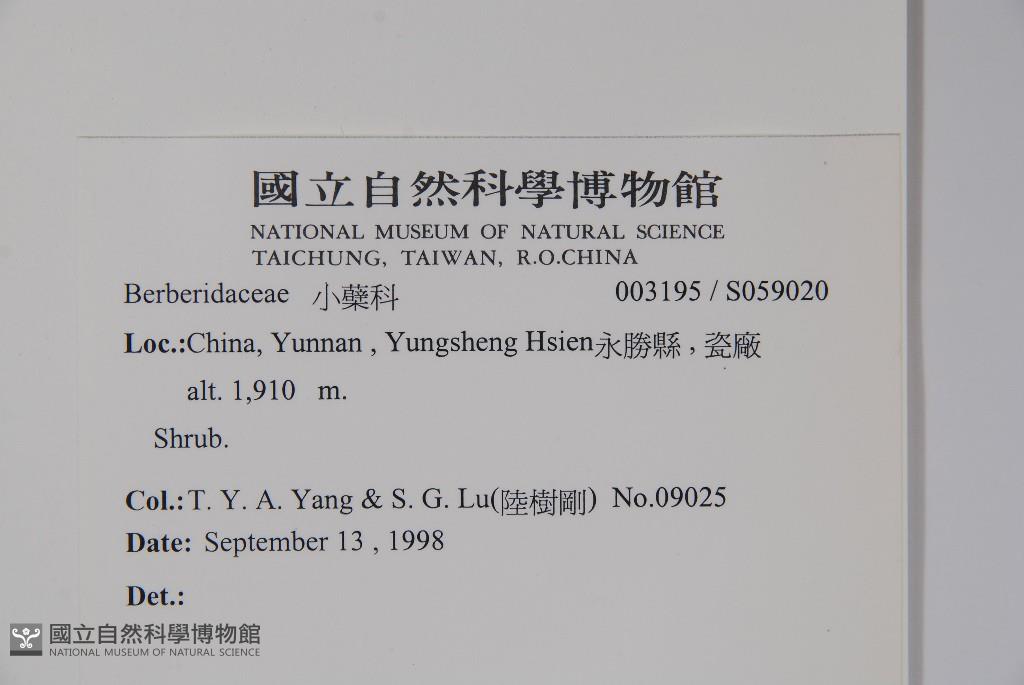 國立自然科學博物館
NATIONAL MUSEUM OF NATURAL SCIENCE
TAICHUNG, TAIWAN, R.O.CHINA
Berberidaceae 小蘗科 003195 / S059020
Loc.:China, Yunnan , Yungsheng Hsien永勝縣 , 瓷廠
alt. 1,910 m.
Shrub.
Col.:T. Y. A. Yang & S. G. Lu(陸樹剛) No.09025
Date: September 13 , 1998
Det.:
國立自然科學博物館
NATIONAL MUSEUM OF NATURAL SCIENCE